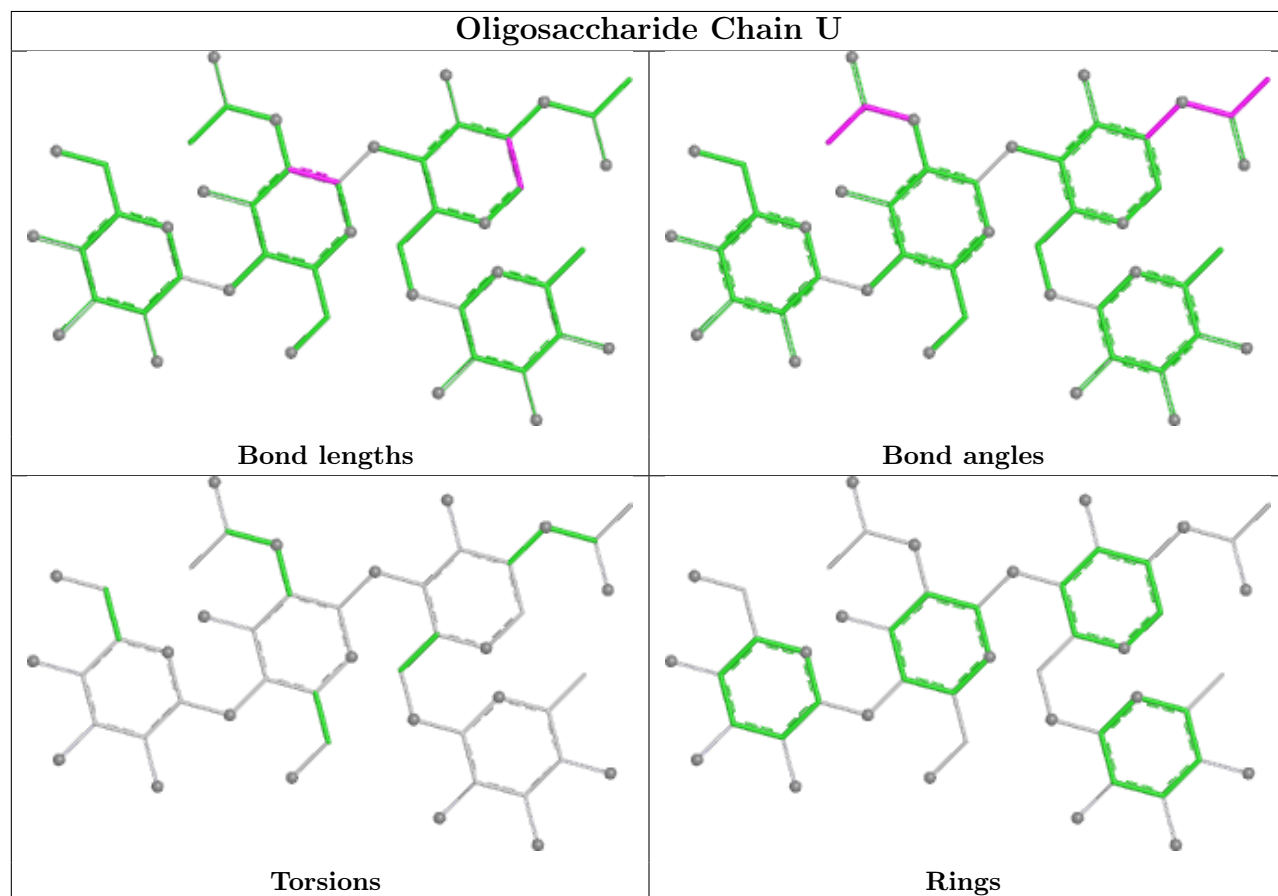 Oligosaccharide Chain U
Bond lengths
Bond angles
Torsions
Rings